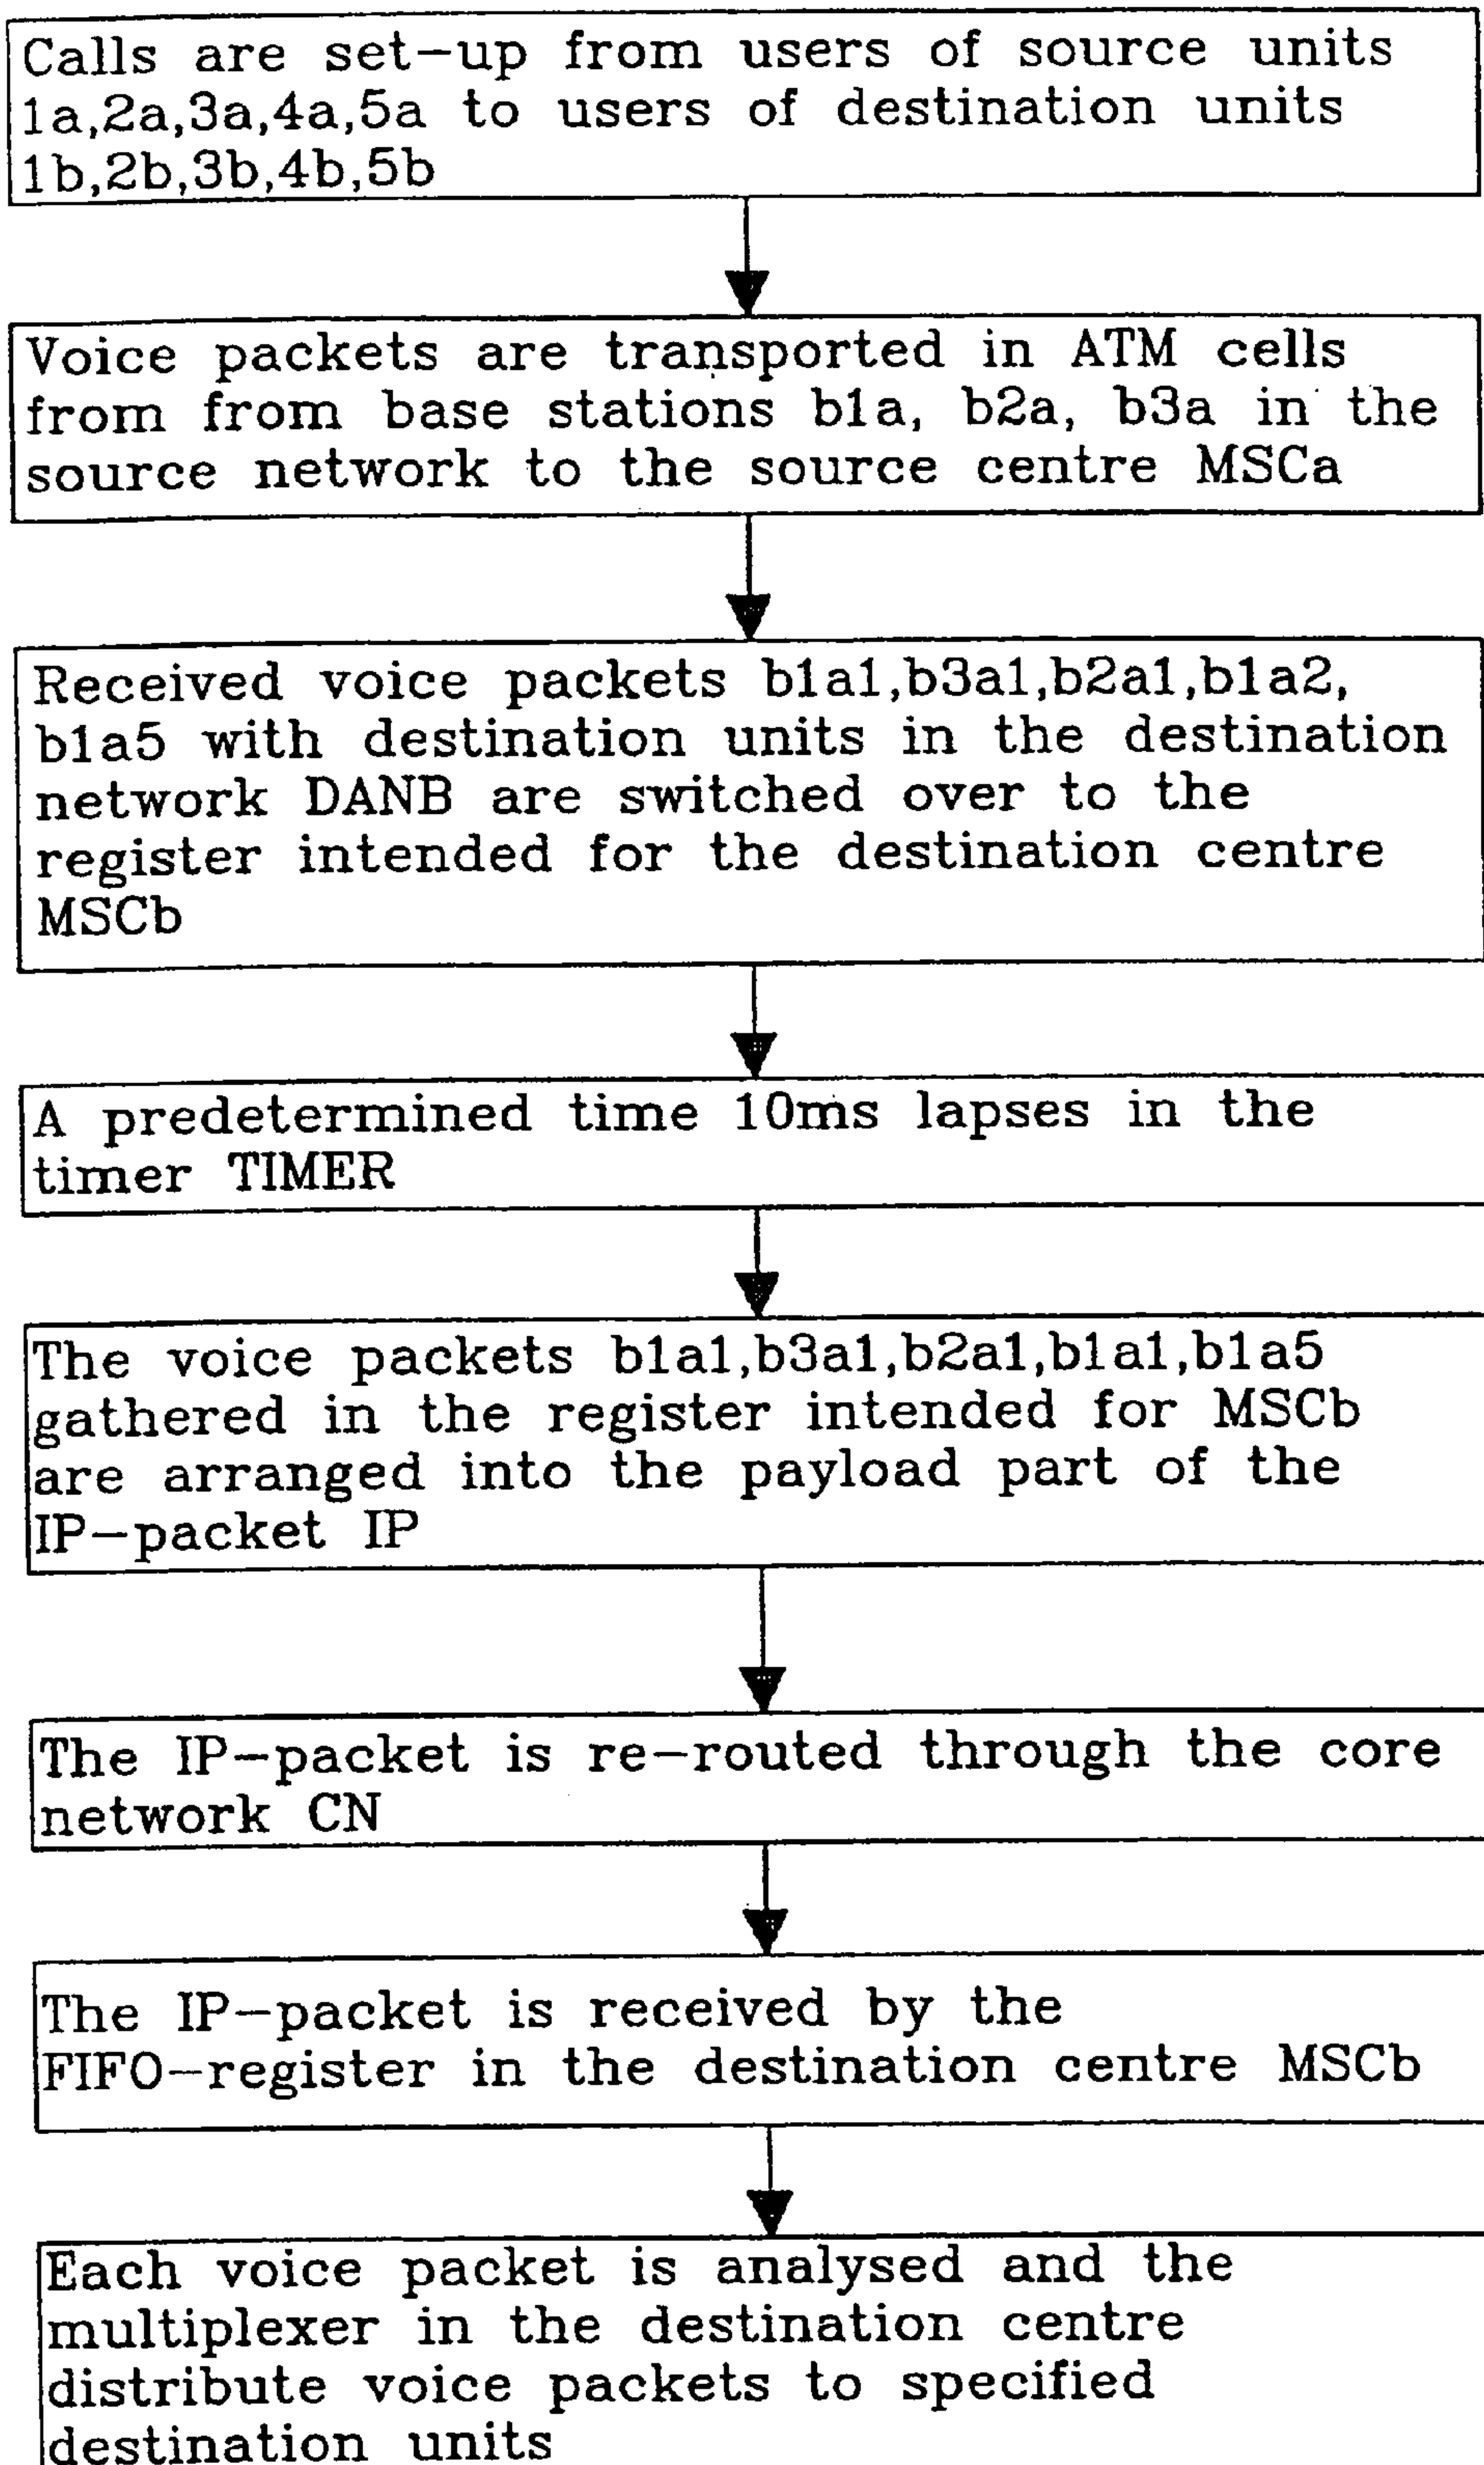 Calls are set-up from users of source units
1a,2a,3a,4a,5a to users of destination units
1b,2b,3b,4b,5b
Voice packets are transported in ATM cells
from from base stations b1a, b2a, b3a in the
source network to the source centre MSCa
Received voice packets b1a1,b3a1,b2a1,b1a2,
b1a5 with destination units in the destination
network DANB are switched over to the
register intended for the destination centre
MSCb
A predetermined time 10ms lapses in the
timer TIMER
The voice packets b1a1,b3a1,b2a1,b1a1,b1a5
gathered in the register intended for MSCb
are arranged into the payload part of the
IP-packet IP
The IP-packet is re-routed through the core
network CN
The IP-packet is received by the
FIFO-register in the destination centre MSCb
Each voice packet is analysed and the
multiplexer in the destination centre
distribute voice packets to specified
destination units